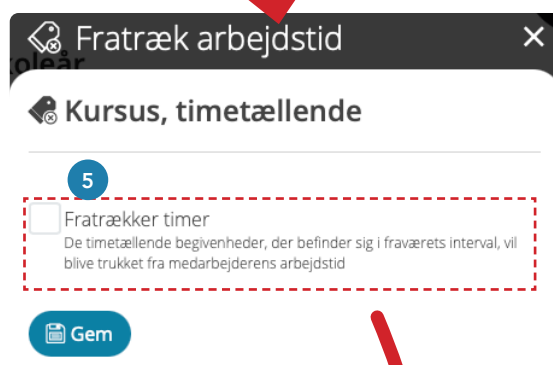 Fratræk arbejdstid
oleår
Kursus, timetællende
5
Fratrækker timer
De timetællende begivenheder, der befinder sig i fraværets interval, vil
blive trukket fra medarbejderens arbejdstid
Gem